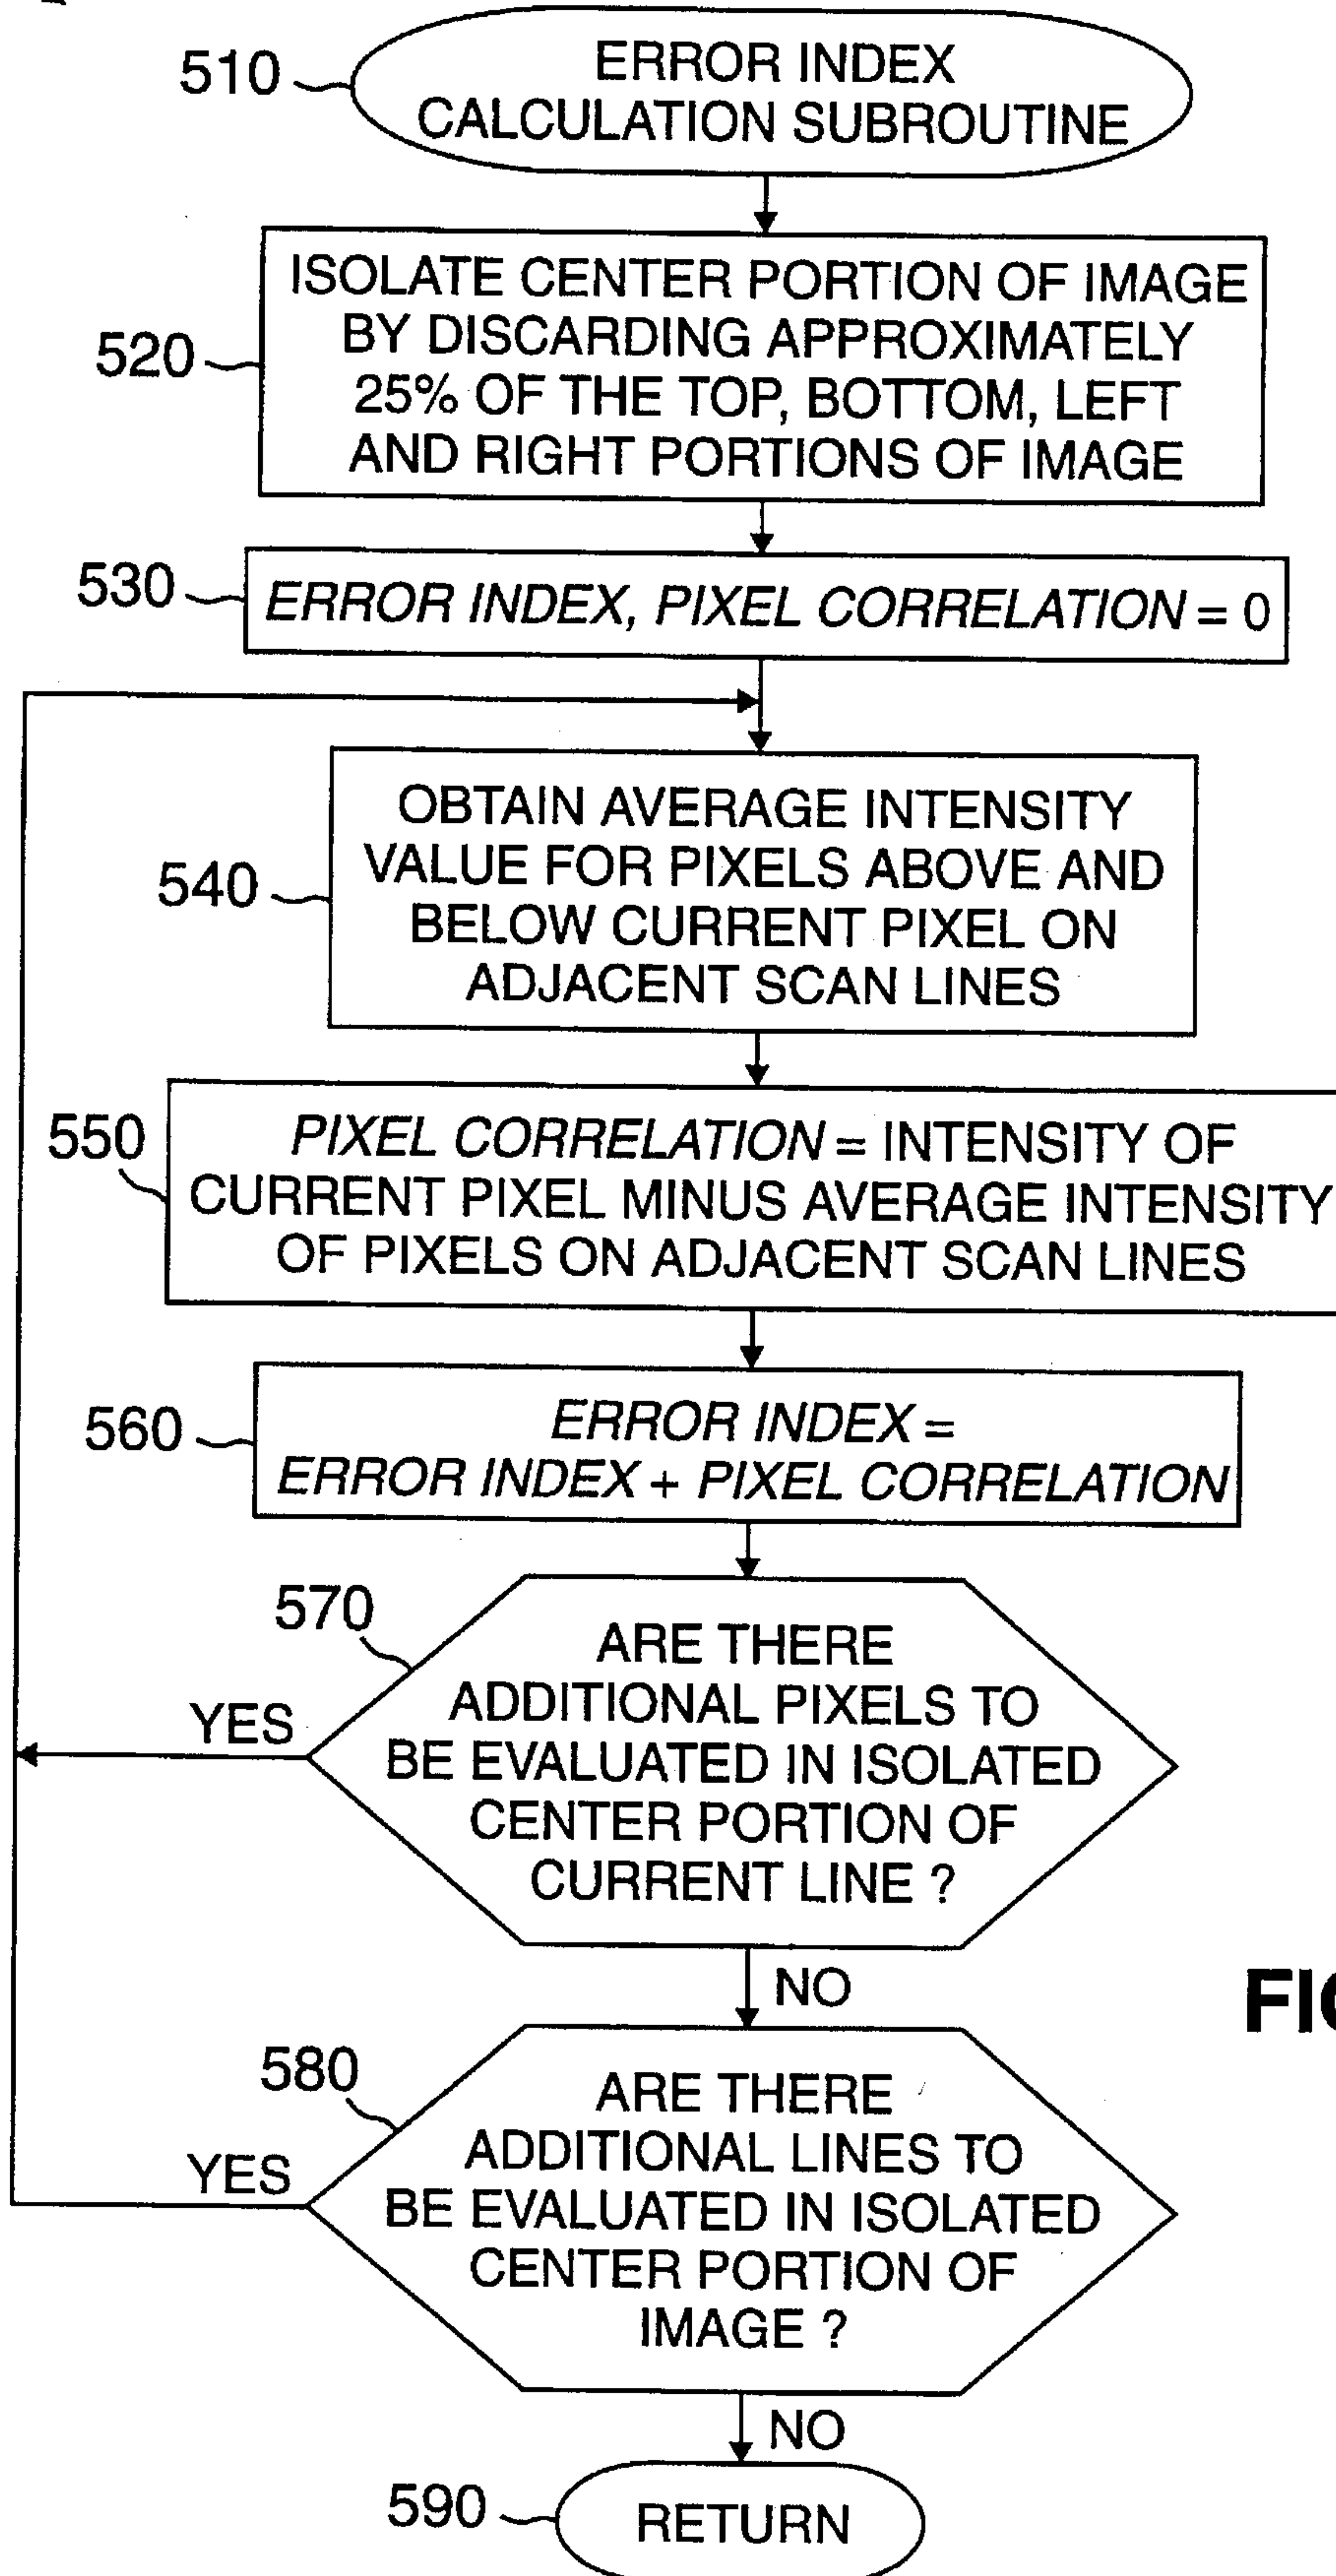 510
ERROR INDEX
CALCULATION SUBROUTINE
520
ISOLATE CENTER PORTION OF IMAGE
BY DISCARDING APPROXIMATELY
25% OF THE TOP, BOTTOM, LEFT
AND RIGHT PORTIONS OF IMAGE
530
ERROR INDEX, PIXEL CORRELATION = 0
540
OBTAIN AVERAGE INTENSITY
VALUE FOR PIXELS ABOVE AND
BELOW CURRENT PIXEL ON
ADJACENT SCAN LINES
550
PIXEL CORRELATION = INTENSITY OF
CURRENT PIXEL MINUS AVERAGE INTENSITY
OF PIXELS ON ADJACENT SCAN LINES
560
ERROR INDEX =
ERROR INDEX + PIXEL CORRELATION
570
ARE THERE
ADDITIONAL PIXELS TO
BE EVALUATED IN ISOLATED
CENTER PORTION OF
CURRENT LINE ?
YES
NO
580
ARE THERE
ADDITIONAL LINES TO
BE EVALUATED IN ISOLATED
CENTER PORTION OF
IMAGE ?
YES
NO
590
RETURN